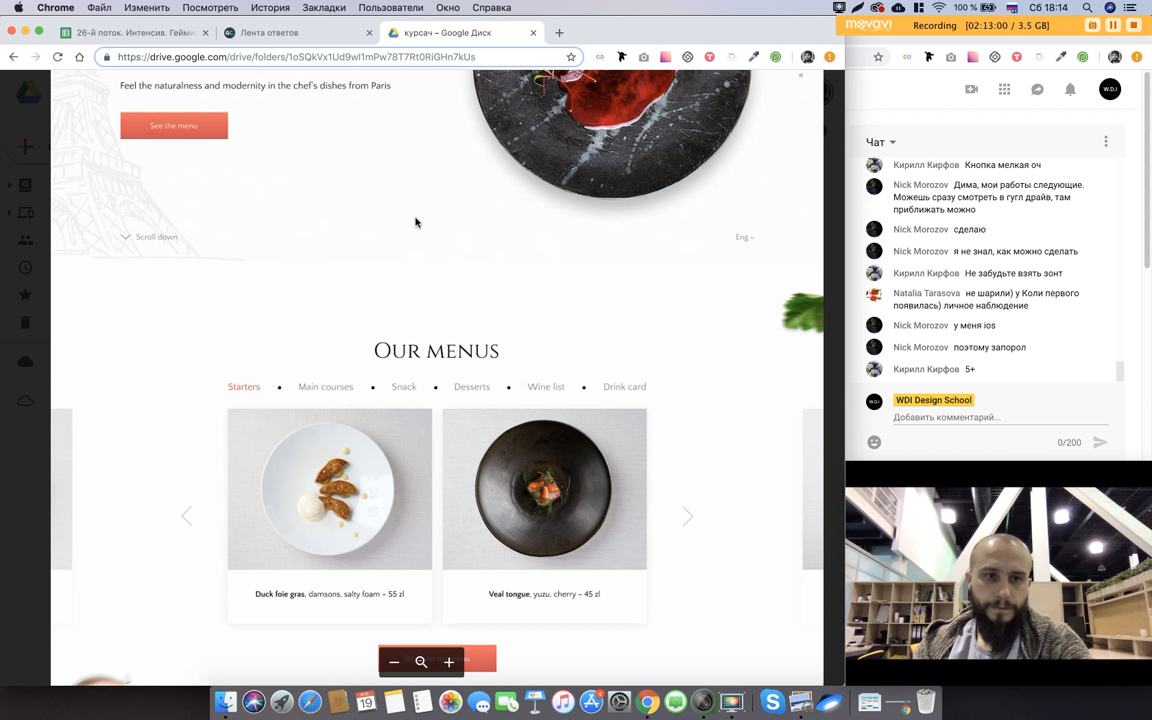 Chrome Файл Изменить Посмотреть История Закладки Пользователи Окно Справка
100 % Сб 18:14
26-й поток. Интенсив. Гейми
Лента ответов
курсач – Google Диск
movavi Recording [02:13:00 / 3.5 GB]
https://drive.google.com/drive/folders/1oSQkVx1Ud9wI1mPw78T7Rt0RiGHn7kUs
Feel the naturalness and modernity in the chef's dishes from Paris
See the menu
Scroll down
Eng
Our menus
Starters • Main courses • Snack • Desserts • Wine list • Drink card
Duck foie gras, damsons, salty foam – 55 zl
Veal tongue, yuzu, cherry – 45 zl
W.D.I
Чат
Кирилл Кирфов Кнопка мелкая оч
Nick Morozov Дима, мои работы следующие.
Можешь сразу смотреть в гугл драйв, там
приближать можно
Nick Morozov сделаю
Nick Morozov я не знал, как можно сделать
Кирилл Кирфов Не забудьте взять зонт
Natalia Tarasova не шарили) у Коли первого
появилась) личное наблюдение
Nick Morozov у меня ios
Nick Morozov поэтому запорол
Кирилл Кирфов 5+
WDI Design School
Добавить комментарий...
0/200
19